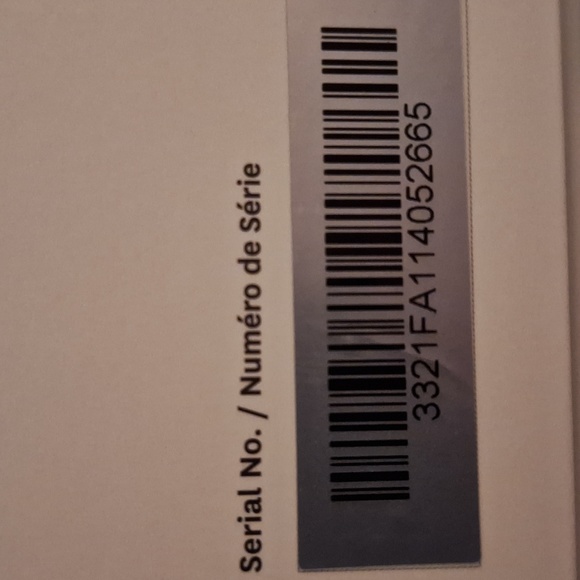 Serial No. / Numéro de Série
3321FA114052665